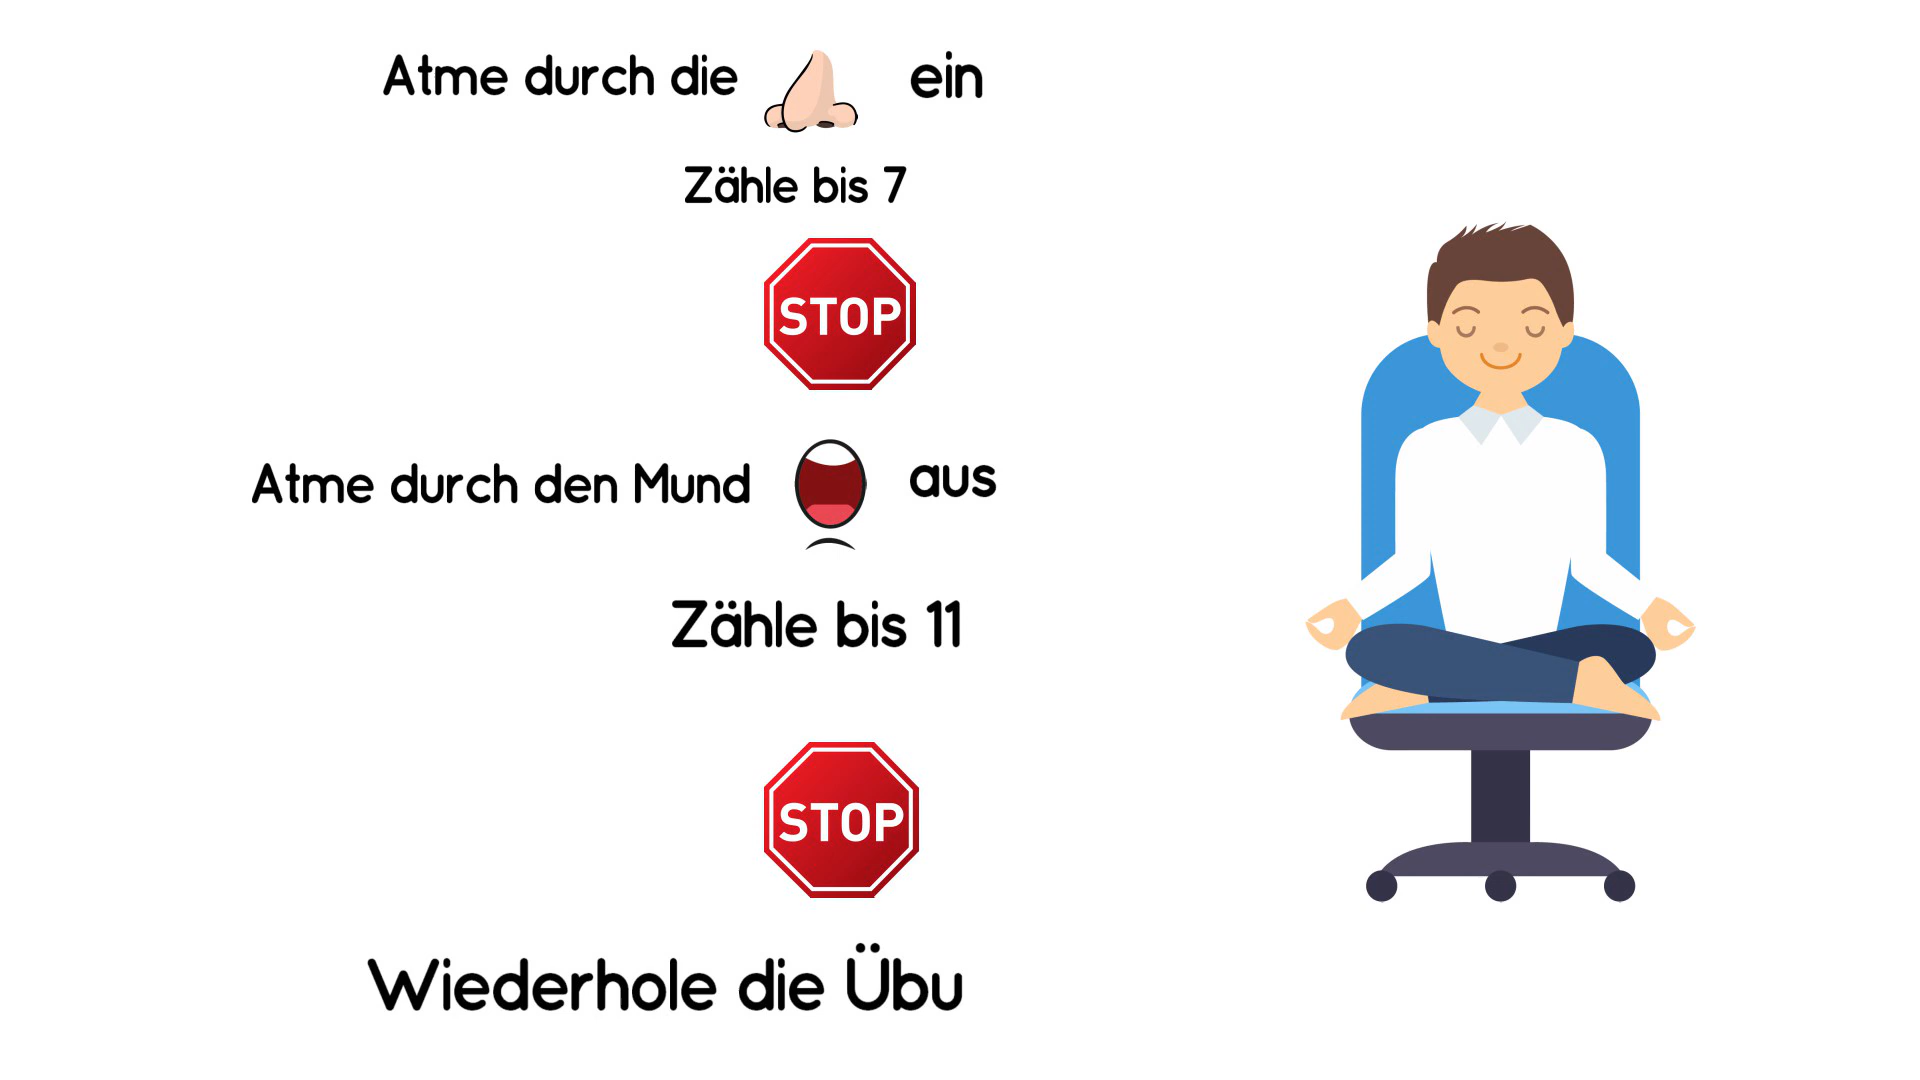 Atme durch die ein
Zähle bis 7
STOP
Atme durch den Mund aus
Zähle bis 11
STOP
Wiederhole die Übu